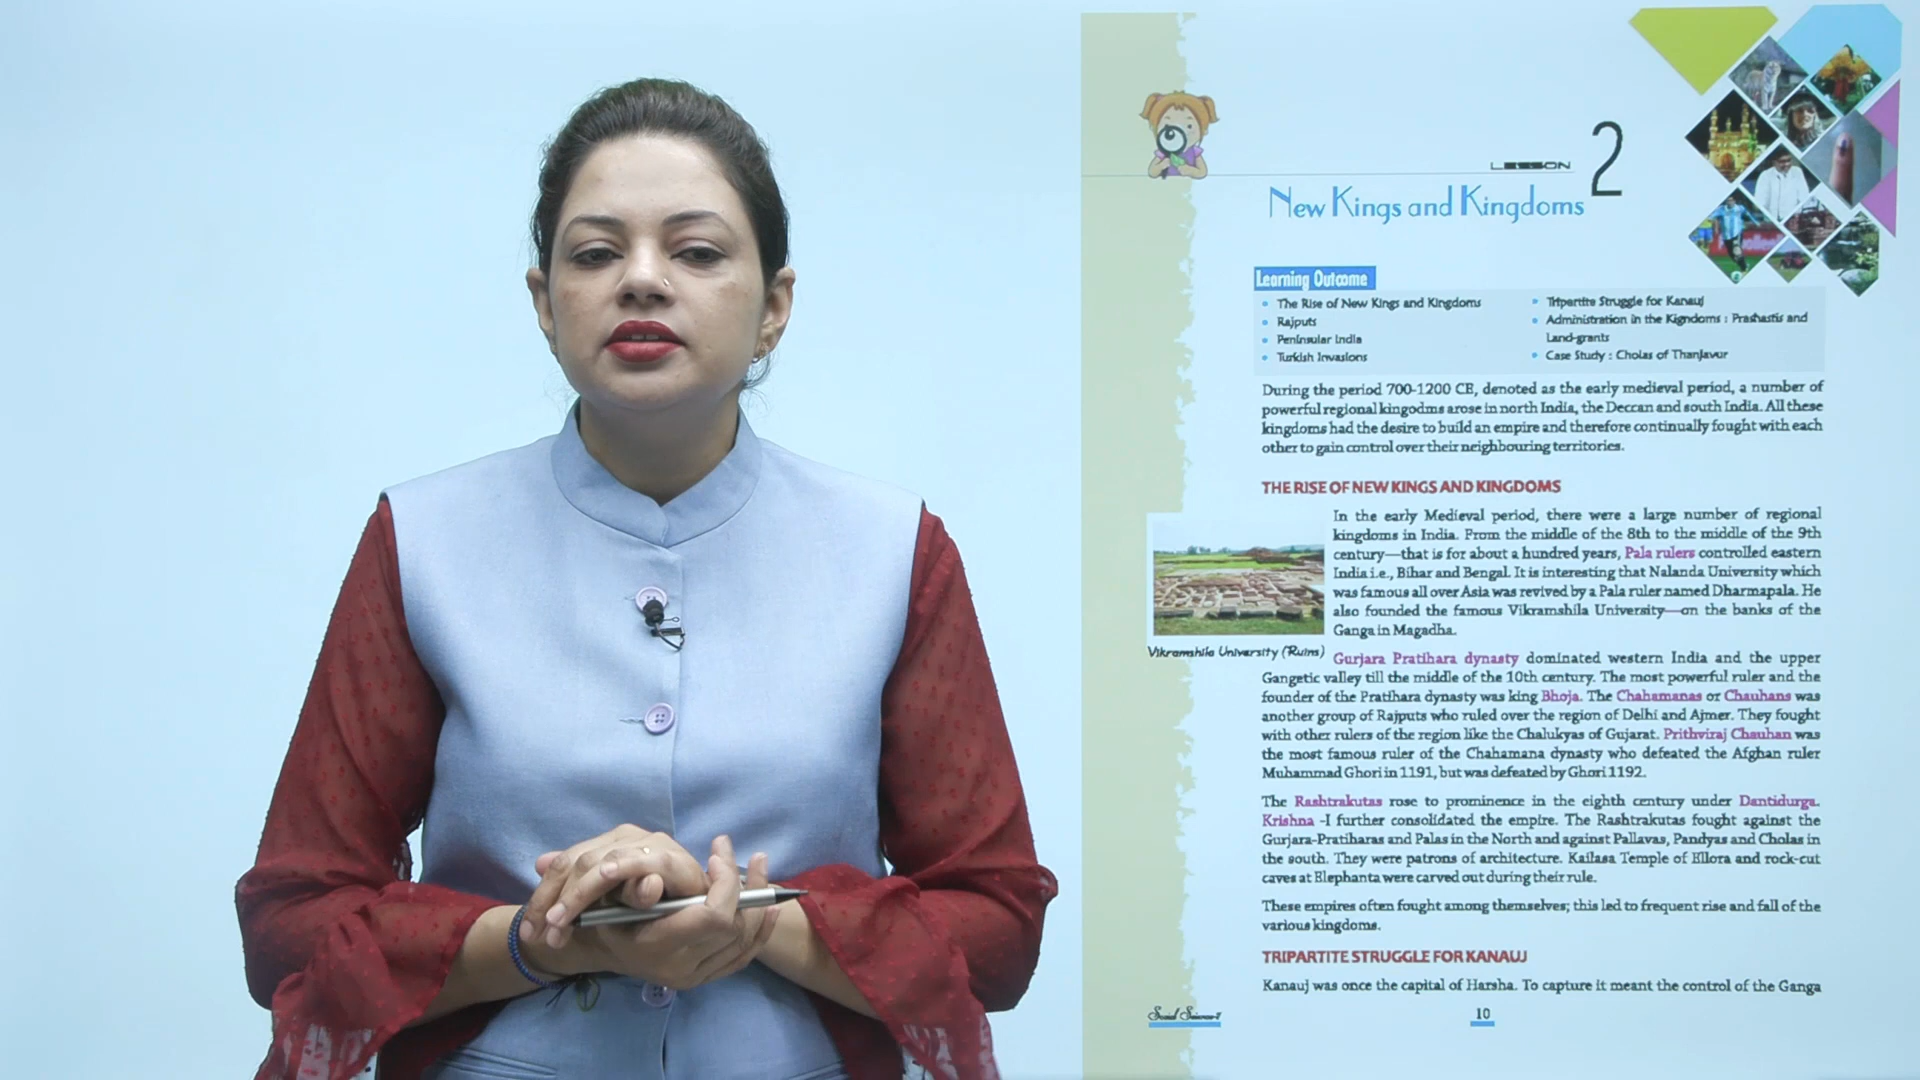 LESSON 2
New Kings and Kingdoms
Learning Outcome
The Rise of New Kings and Kingdoms
Rajputs
Peninsular India
Turkish Invasions
Tripartite Struggle for Kanauj
Administration in the Kigndoms : Prashastis and
Land-grants
Case Study : Cholas of Thanjavur
During the period 700-1200 CE, denoted as the early medieval period, a number of
powerful regional kingodms arose in north India, the Deccan and south India. All these
kingdoms had the desire to build an empire and therefore continually fought with each
other to gain control over their neighbouring territories.
THE RISE OF NEW KINGS AND KINGDOMS
In the early Medieval period, there were a large number of regional
kingdoms in India. From the middle of the 8th to the middle of the 9th
century—that is for about a hundred years, Pala rulers controlled eastern
India i.e., Bihar and Bengal. It is interesting that Nalanda University which
was famous all over Asia was revived by a Pala ruler named Dharmapala. He
also founded the famous Vikramshila University—on the banks of the
Ganga in Magadha.
Vikramshila University (Ruins)
Gurjara Pratihara dynasty dominated western India and the upper
Gangetic valley till the middle of the 10th century. The most powerful ruler and the
founder of the Pratihara dynasty was king Bhoja. The Chahamanas or Chauhans was
another group of Rajputs who ruled over the region of Delhi and Ajmer. They fought
with other rulers of the region like the Chalukyas of Gujarat. Prithviraj Chauhan was
the most famous ruler of the Chahamana dynasty who defeated the Afghan ruler
Muhammad Ghori in 1191, but was defeated by Ghori 1192.
The Rashtrakutas rose to prominence in the eighth century under Dantidurga.
Krishna -I further consolidated the empire. The Rashtrakutas fought against the
Gurjara-Pratiharas and Palas in the North and against Pallavas, Pandyas and Cholas in
the south. They were patrons of architecture. Kailasa Temple of Ellora and rock-cut
caves at Elephanta were carved out during their rule.
These empires often fought among themselves; this led to frequent rise and fall of the
various kingdoms.
TRIPARTITE STRUGGLE FOR KANAUJ
Kanauj was once the capital of Harsha. To capture it meant the control of the Ganga
Social Science-7
10